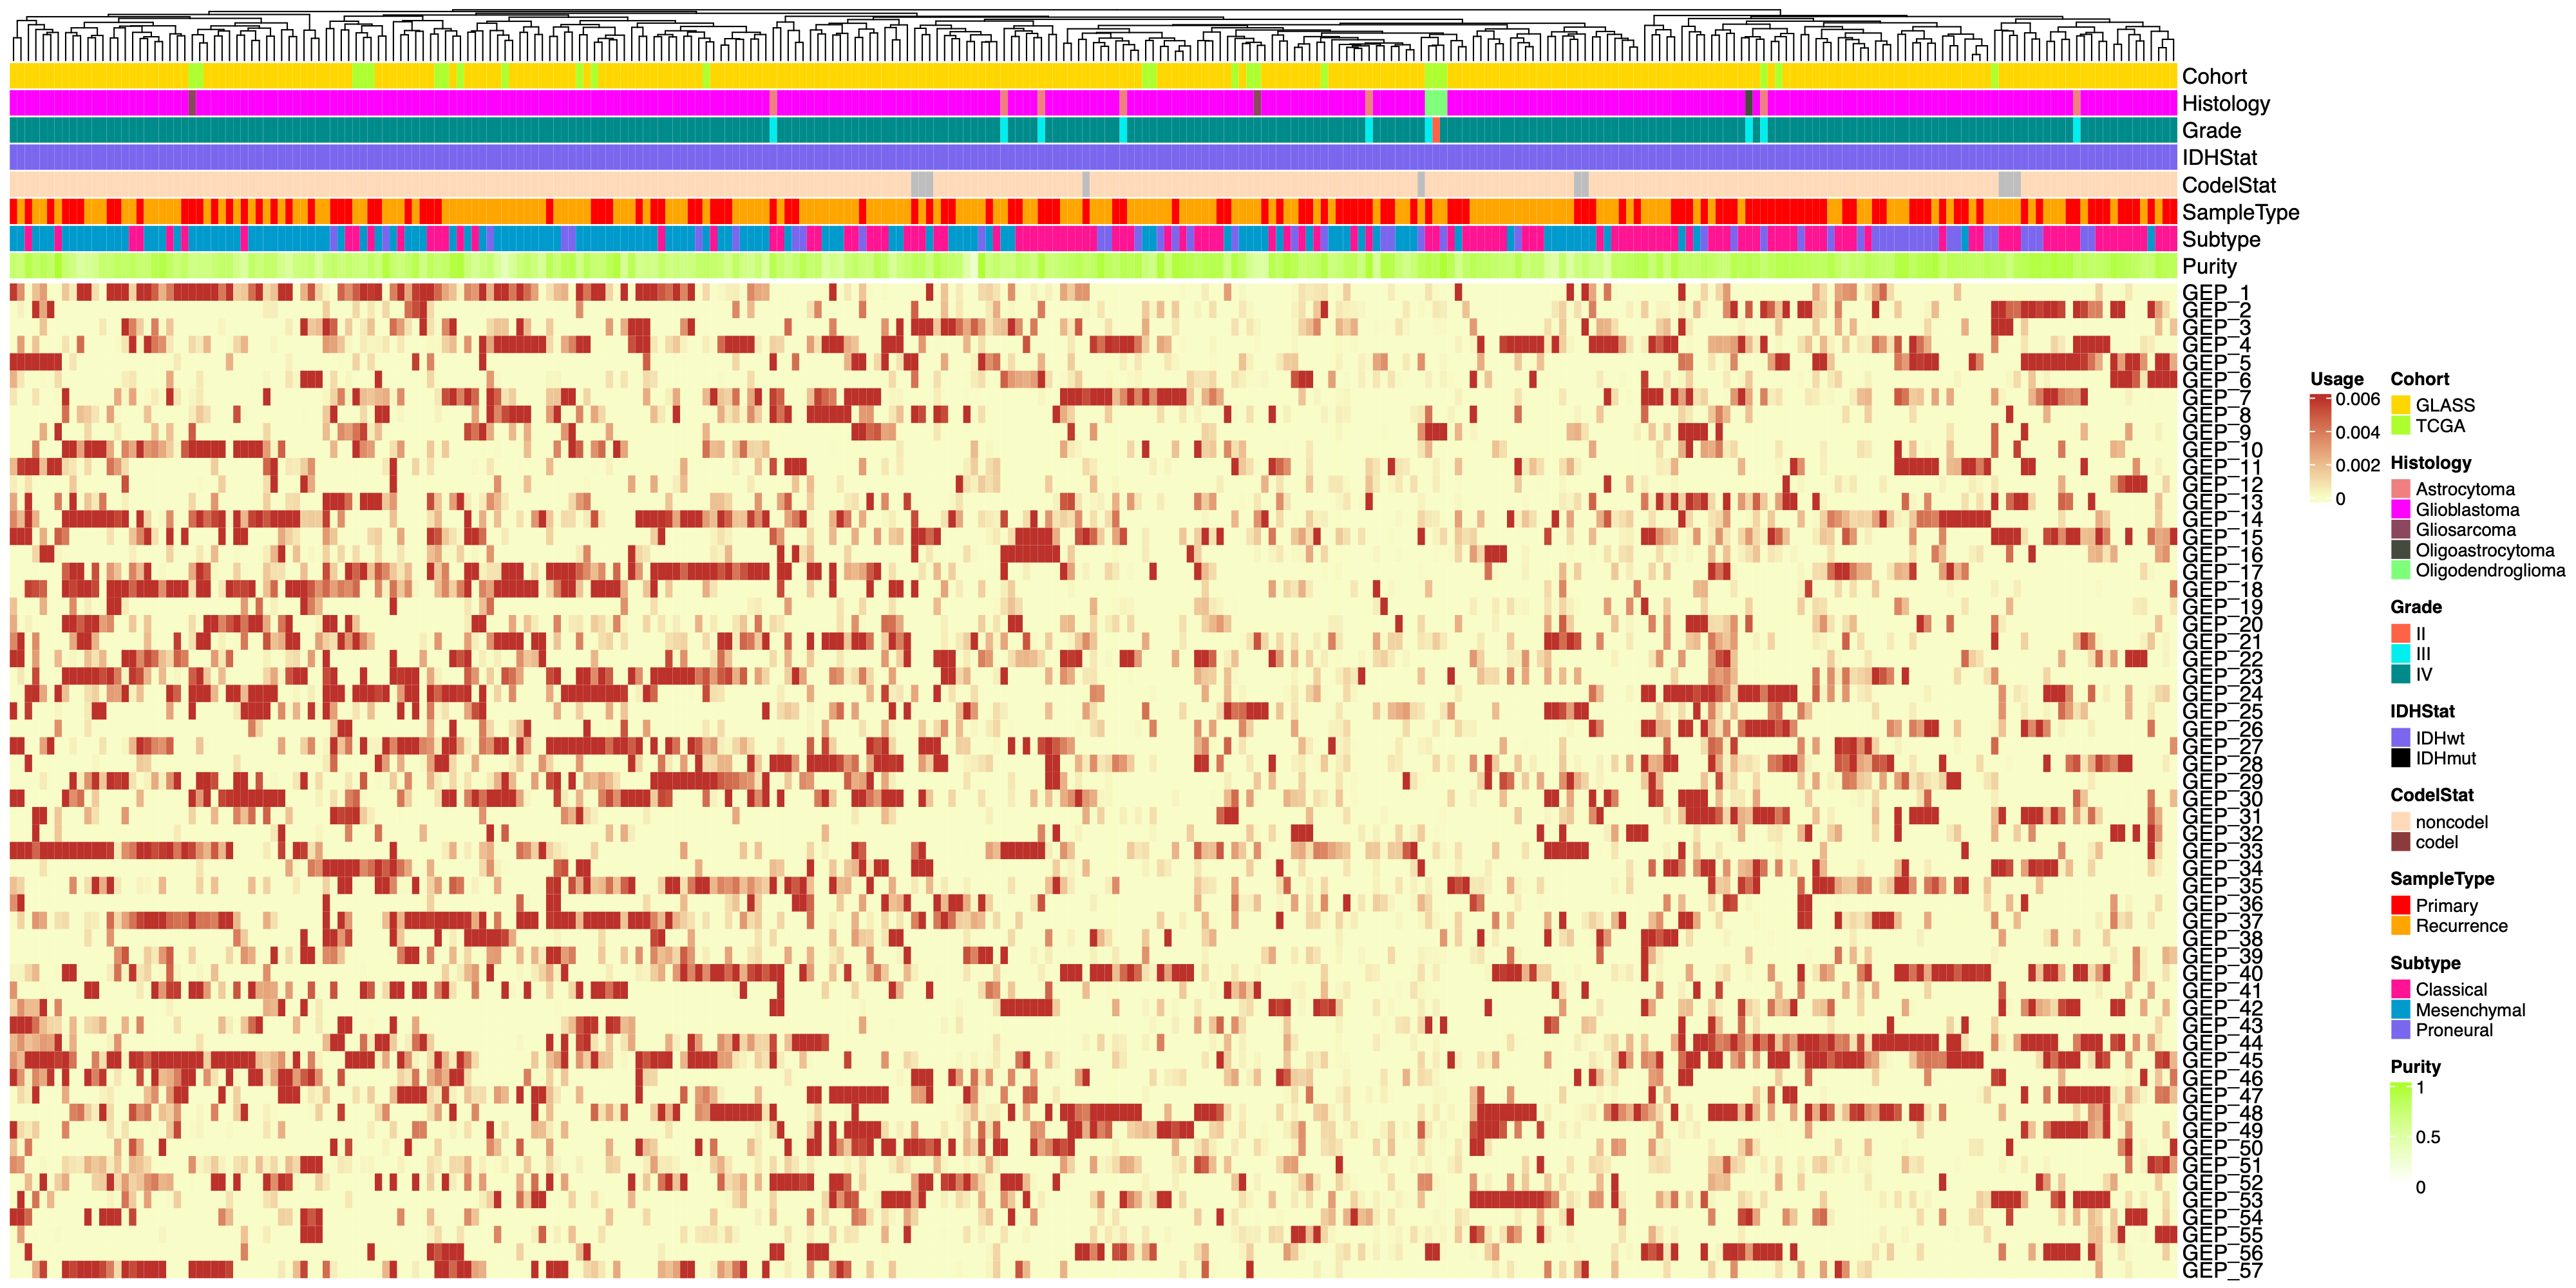 Cohort
Histology
Grade
IDHStat
CodelStat
SampleType
Subtype
Purity
GEP_1
GEP_2
GEP_3
GEP_4
GEP_5
GEP_6
GEP_7
GEP_8
GEP_9
GEP_10
GEP_11
GEP_12
GEP_13
GEP_14
GEP_15
GEP_16
GEP_17
GEP_18
GEP_19
GEP_20
GEP_21
GEP_22
GEP_23
GEP_24
GEP_25
GEP_26
GEP_27
GEP_28
GEP_29
GEP_30
GEP_31
GEP_32
GEP_33
GEP_34
GEP_35
GEP_36
GEP_37
GEP_38
GEP_39
GEP_40
GEP_41
GEP_42
GEP_43
GEP_44
GEP_45
GEP_46
GEP_47
GEP_48
GEP_49
GEP_50
GEP_51
GEP_52
GEP_53
GEP_54
GEP_55
GEP_56
GEP_57
Usage
0.006
0.004
0.002
0
Cohort
GLASS
TCGA
Histology
Astrocytoma
Glioblastoma
Gliosarcoma
Oligoastrocytoma
Oligodendroglioma
Grade
II
III
IV
IDHStat
IDHwt
IDHmut
CodelStat
noncodel
codel
SampleType
Primary
Recurrence
Subtype
Classical
Mesenchymal
Proneural
Purity
1
0.5
0